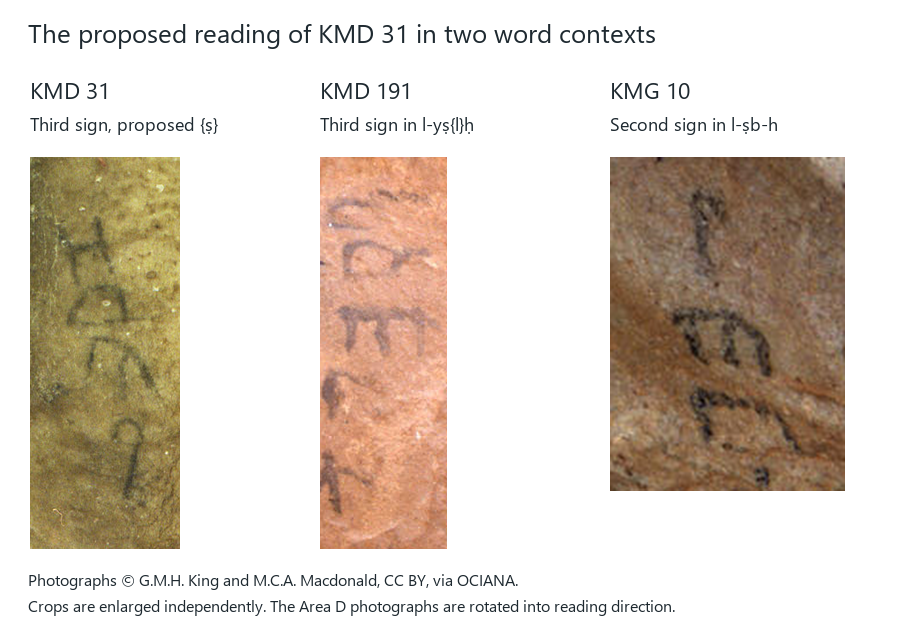 The proposed reading of KMD 31 in two word contexts
KMD 31
Third sign, proposed {ṣ}
KMD 191
Third sign in l-yṣ{l}ḥ
KMG 10
Second sign in l-ṣb-h
Photographs © G.M.H. King and M.C.A. Macdonald, CC BY, via OCIANA.
Crops are enlarged independently. The Area D photographs are rotated into reading direction.